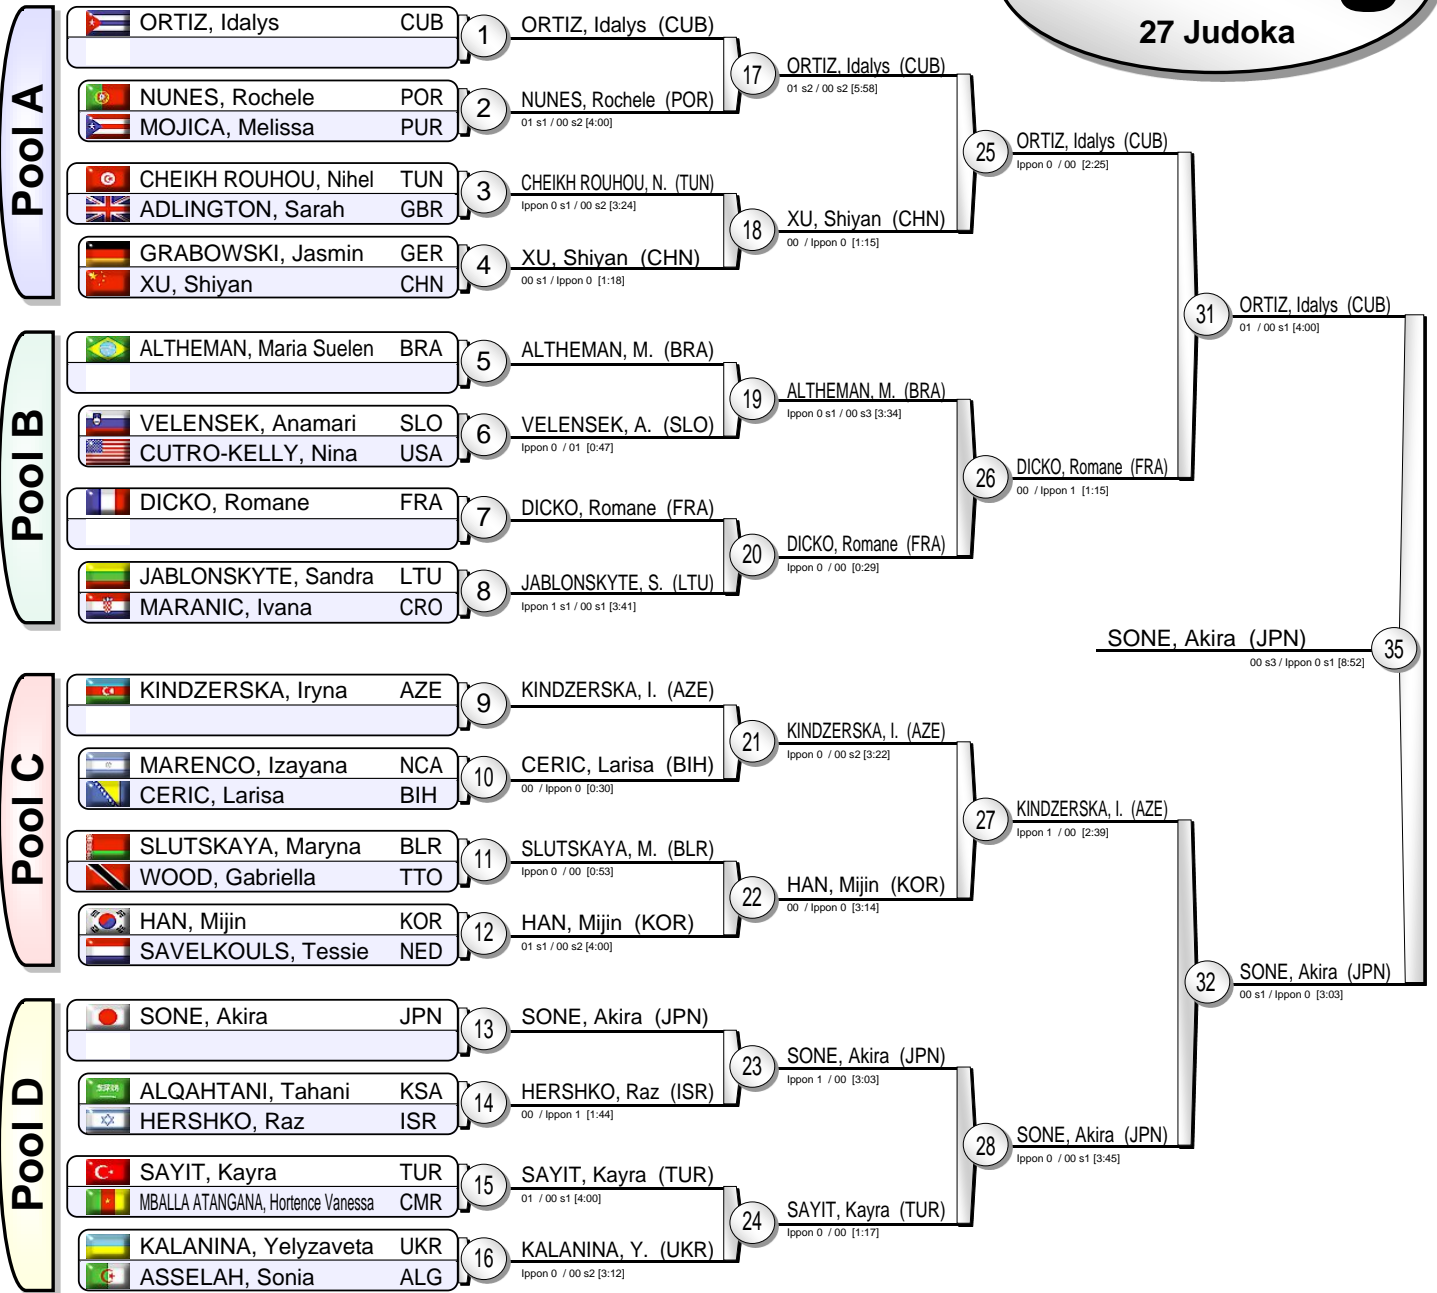 27 Judoka
Pool A
ORTIZ, Idalys CUB
1
NUNES, Rochele POR
MOJICA, Melissa PUR
2
CHEIKH ROUHOU, Nihel TUN
ADLINGTON, Sarah GBR
3
GRABOWSKI, Jasmin GER
XU, Shiyan CHN
4
Pool B
ALTHEMAN, Maria Suelen BRA
5
VELENSEK, Anamari SLO
CUTRO-KELLY, Nina USA
6
DICKO, Romane FRA
7
JABLONSKYTE, Sandra LTU
MARANIC, Ivana CRO
8
Pool C
KINDZERSKA, Iryna AZE
9
MARENCO, Izayana NCA
CERIC, Larisa BIH
10
SLUTSKAYA, Maryna BLR
WOOD, Gabriella TTO
11
HAN, Mijin KOR
SAVELKOULS, Tessie NED
12
Pool D
SONE, Akira JPN
13
ALQAHTANI, Tahani KSA
HERSHKO, Raz ISR
14
SAYIT, Kayra TUR
MBALLA ATANGANA, Hortence Vanessa CMR
15
KALANINA, Yelyzaveta UKR
ASSELAH, Sonia ALG
16
ORTIZ, Idalys (CUB)
NUNES, Rochele (POR)
01 s1 / 00 s2 [4:00]
17
CHEIKH ROUHOU, N. (TUN)
Ippon 0 s1 / 00 s2 [3:24]
XU, Shiyan (CHN)
00 s1 / Ippon 0 [1:18]
18
ALTHEMAN, M. (BRA)
VELENSEK, A. (SLO)
Ippon 0 / 01 [0:47]
19
DICKO, Romane (FRA)
JABLONSKYTE, S. (LTU)
Ippon 1 s1 / 00 s1 [3:41]
20
KINDZERSKA, I. (AZE)
CERIC, Larisa (BIH)
00 / Ippon 0 [0:30]
21
SLUTSKAYA, M. (BLR)
Ippon 0 / 00 [0:53]
HAN, Mijin (KOR)
01 s1 / 00 s2 [4:00]
22
SONE, Akira (JPN)
HERSHKO, Raz (ISR)
00 / Ippon 1 [1:44]
23
SAYIT, Kayra (TUR)
01 / 00 s1 [4:00]
KALANINA, Y. (UKR)
Ippon 0 / 00 s2 [3:12]
24
ORTIZ, Idalys (CUB)
01 s2 / 00 s2 [5:58]
XU, Shiyan (CHN)
00 / Ippon 0 [1:15]
25
ALTHEMAN, M. (BRA)
Ippon 0 s1 / 00 s3 [3:34]
DICKO, Romane (FRA)
Ippon 0 / 00 [0:29]
26
KINDZERSKA, I. (AZE)
Ippon 0 / 00 s2 [3:22]
HAN, Mijin (KOR)
00 / Ippon 0 [3:14]
27
SONE, Akira (JPN)
Ippon 1 / 00 [3:03]
SAYIT, Kayra (TUR)
Ippon 0 / 00 [1:17]
28
ORTIZ, Idalys (CUB)
Ippon 0 / 00 [2:25]
DICKO, Romane (FRA)
00 / Ippon 1 [1:15]
31
KINDZERSKA, I. (AZE)
Ippon 1 / 00 [2:39]
SONE, Akira (JPN)
Ippon 0 / 00 s1 [3:45]
32
ORTIZ, Idalys (CUB)
01 / 00 s1 [4:00]
SONE, Akira (JPN)
00 s1 / Ippon 0 [3:03]
SONE, Akira (JPN)
00 s3 / Ippon 0 s1 [8:52]
35